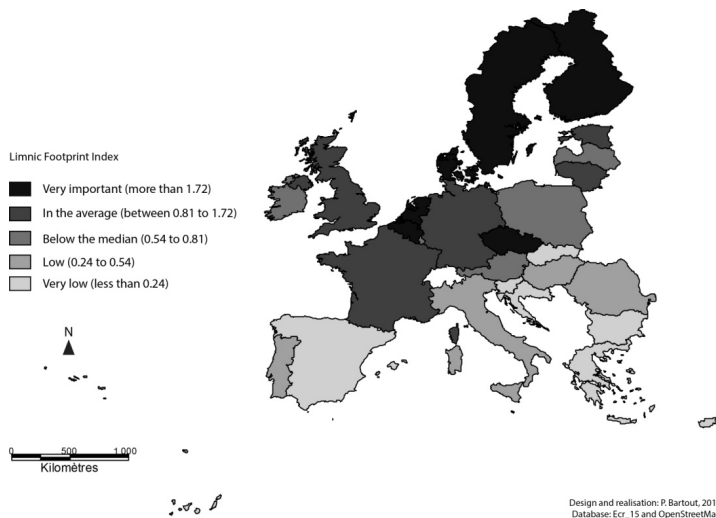 Limnic Footprint Index
Very important (more than 1.72)
In the average (between 0.81 to 1.72)
Below the median (0.54 to 0.81)
Low (0.24 to 0.54)
Very low (less than 0.24)
N
0 500 1 000
Kilomètres
Design and realisation: P. Bartout, 201
Database: Ecr_15 and OpenStreetMa